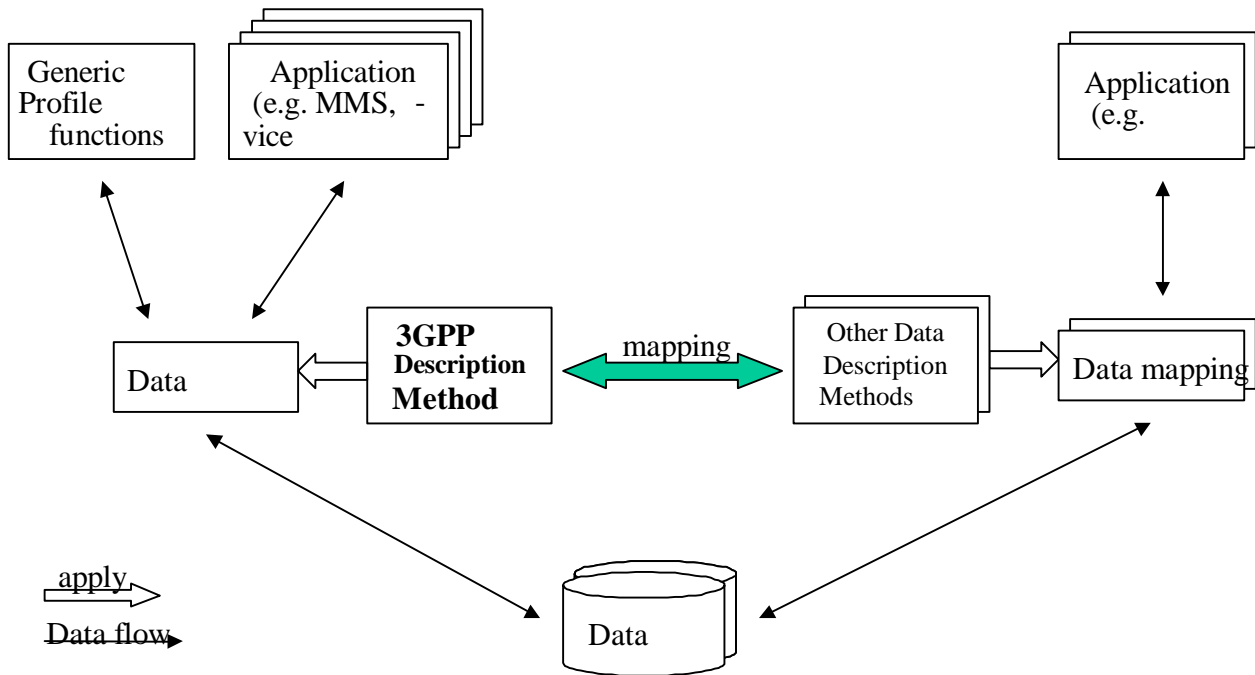 Generic
Profile
functions
Application
(e.g. MMS, -
vice
Application
(e.g.
Data
3GPP
Description
Method
mapping
Other Data
Description
Methods
Data mapping
apply
Data flow
Data